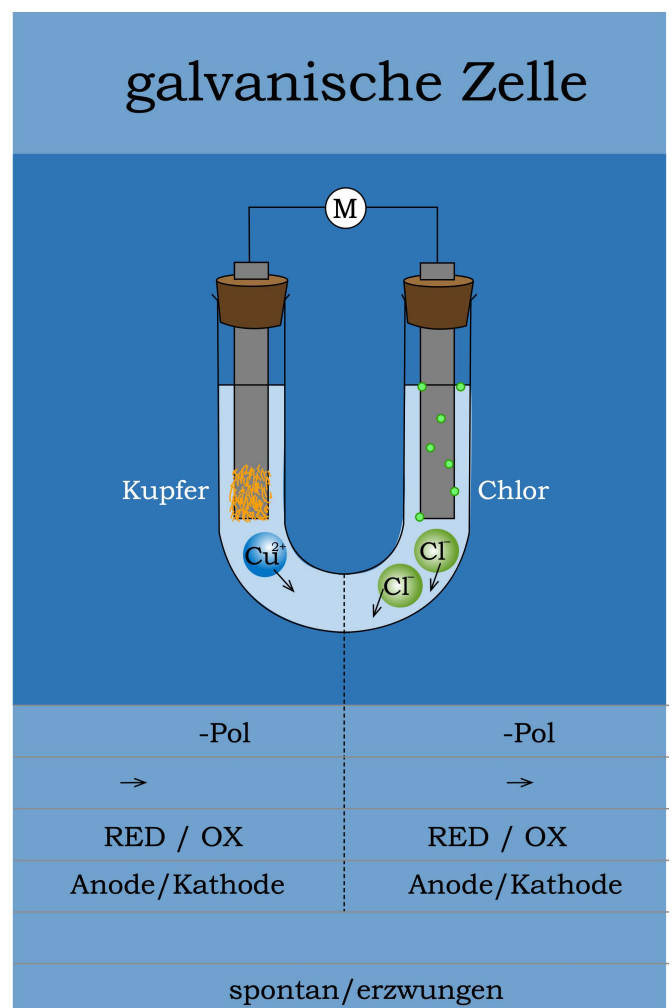 galvanische Zelle
M
Kupfer
Chlor
Cu²⁺
Cl⁻
Cl⁻
-Pol -Pol
→ →
RED / OX RED / OX
Anode/Kathode Anode/Kathode
spontan/erzwungen